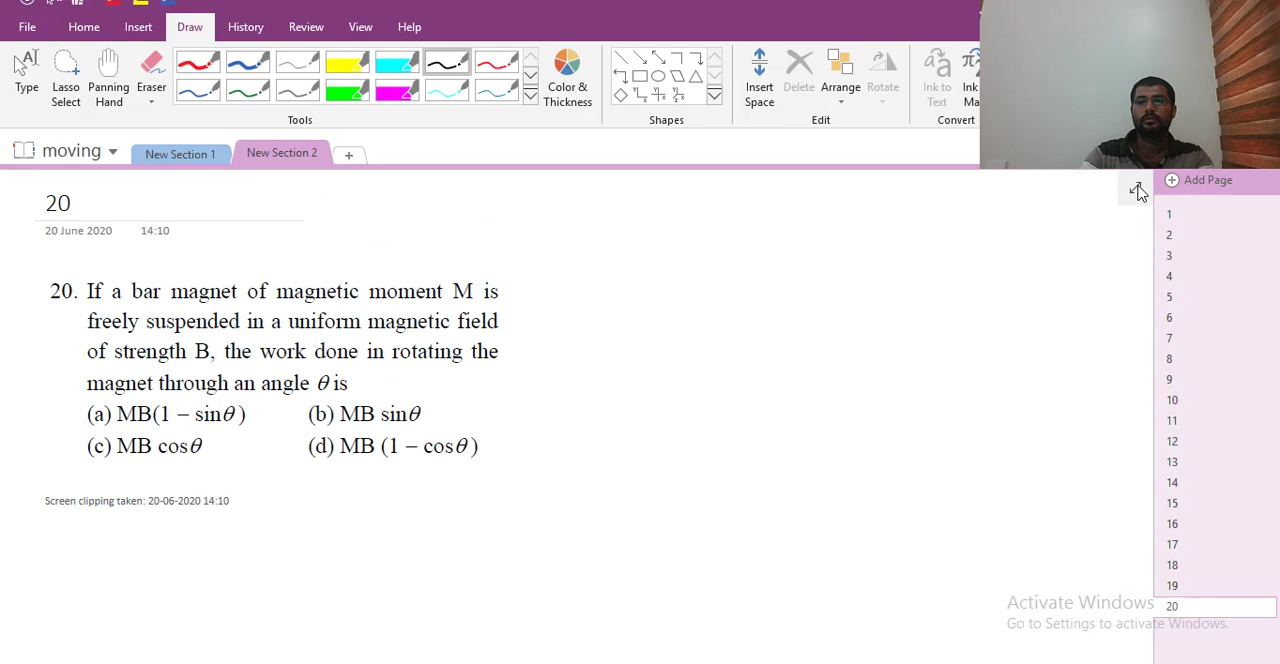 File Home Insert Draw History Review View Help
Type
Lasso Select
Panning Hand
Eraser
Color & Thickness
Insert Space
Delete
Arrange
Rotate
Ink to Text
Tools
Shapes
Edit
Convert
moving
New Section 1
New Section 2
Add Page
20
20 June 2020 14:10
20. If a bar magnet of magnetic moment M is
freely suspended in a uniform magnetic field
of strength B, the work done in rotating the
magnet through an angle θ is
(a) MB(1 − sinθ) (b) MB sinθ
(c) MB cosθ (d) MB (1 − cosθ)
Screen clipping taken: 20-06-2020 14:10
1
2
3
4
5
6
7
8
9
10
11
12
13
14
15
16
17
18
19
20
Activate Windows
Go to Settings to activate Windows.